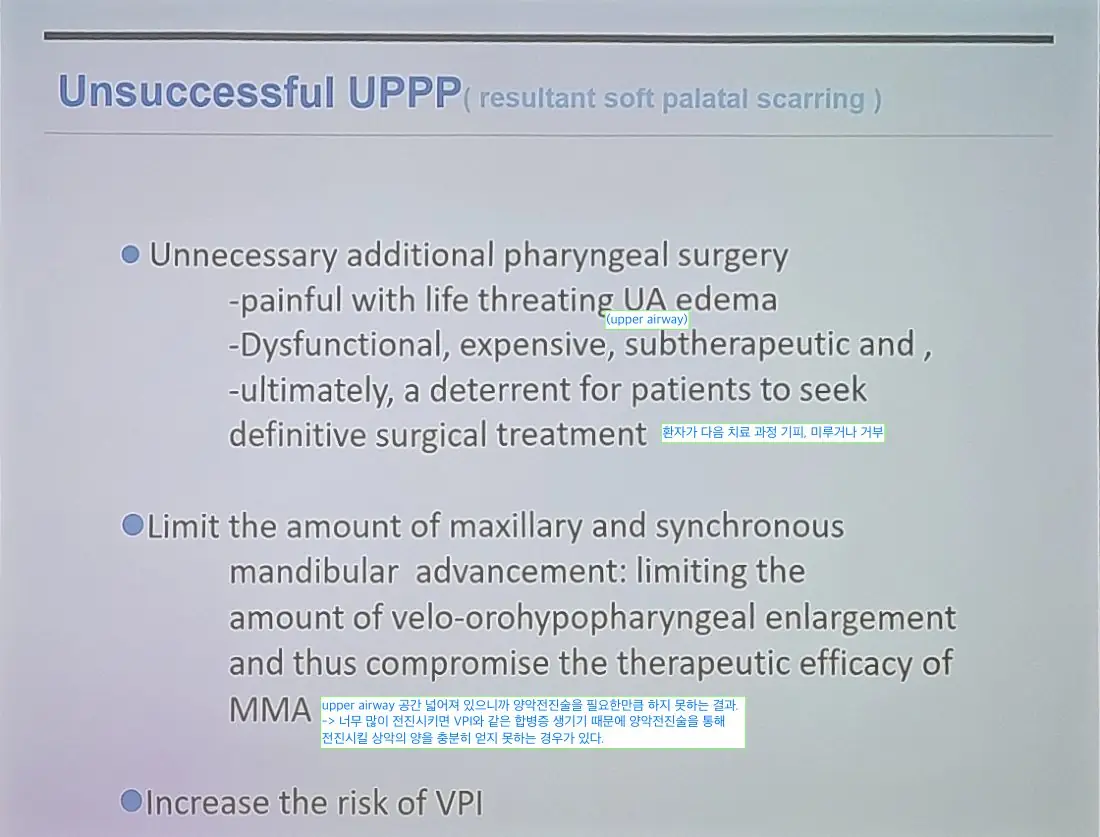 Unsuccessful UPPP( resultant soft palatal scarring )
Unnecessary additional pharyngeal surgery
-painful with life threating UA edema
(upper airway)
-Dysfunctional, expensive, subtherapeutic and ,
-ultimately, a deterrent for patients to seek
definitive surgical treatment 환자가 다음 치료 과정 기피, 미루거나 거부
Limit the amount of maxillary and synchronous
mandibular advancement: limiting the
amount of velo-orohypopharyngeal enlargement
and thus compromise the therapeutic efficacy of
MMA
upper airway 공간 넓어져 있으니까 양악전진술을 필요한만큼 하지 못하는 결과.
-> 너무 많이 전진시키면 VPI와 같은 합병증 생기기 때문에 양악전진술을 통해
전진시킬 상악의 양을 충분히 얻지 못하는 경우가 있다.
Increase the risk of VPI